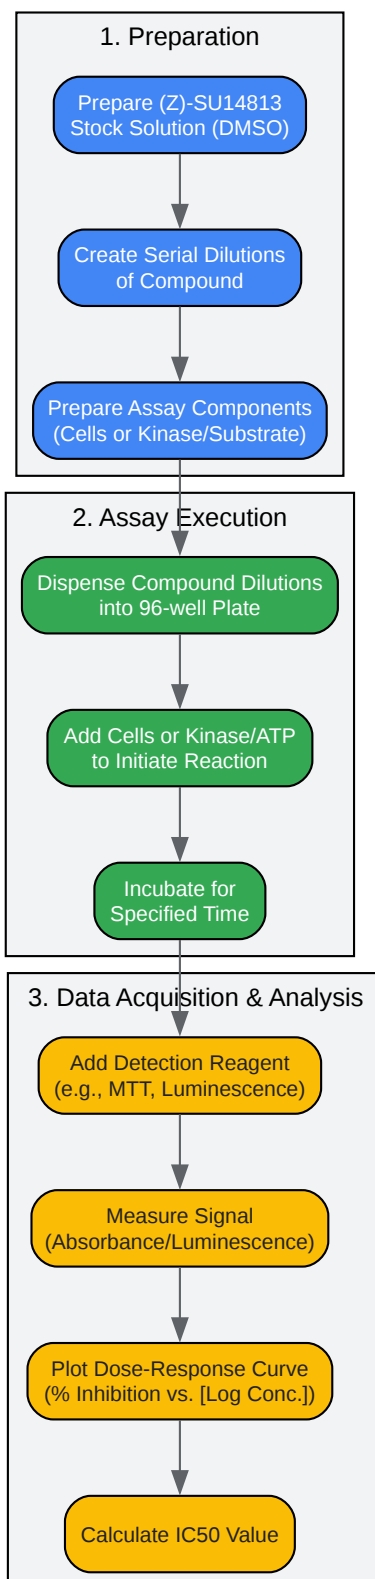 1. Preparation
Prepare (Z)-SU14813
Stock Solution (DMSO)
Create Serial Dilutions
of Compound
Prepare Assay Components
(Cells or Kinase/Substrate)
2. Assay Execution
Dispense Compound Dilutions
into 96-well Plate
Add Cells or Kinase/ATP
to Initiate Reaction
Incubate for
Specified Time
3. Data Acquisition & Analysis
Add Detection Reagent
(e.g., MTT, Luminescence)
Measure Signal
(Absorbance/Luminescence)
Plot Dose-Response Curve
(% Inhibition vs. [Log Conc.])
Calculate IC50 Value